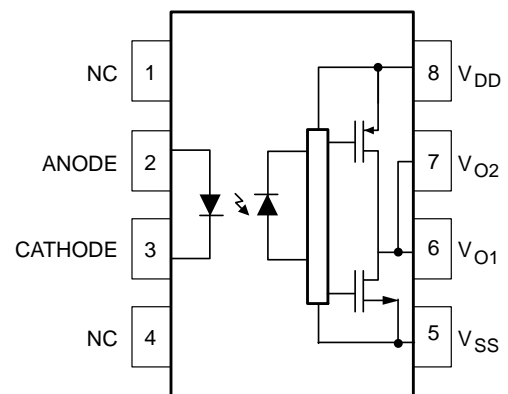 NC 1
ANODE 2
CATHODE 3
NC 4
8 VDD
7 VO2
6 VO1
5 VSS